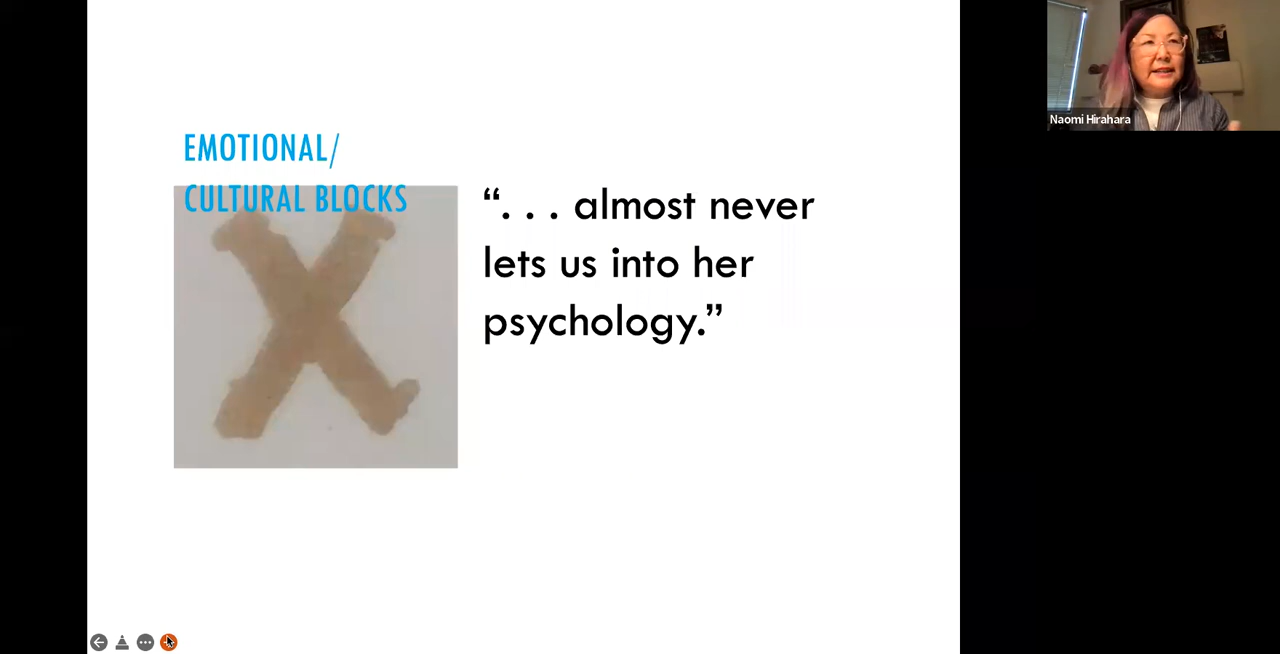 EMOTIONAL/
CULTURAL BLOCKS
“. . . almost never
lets us into her
psychology.”
Naomi Hirahara